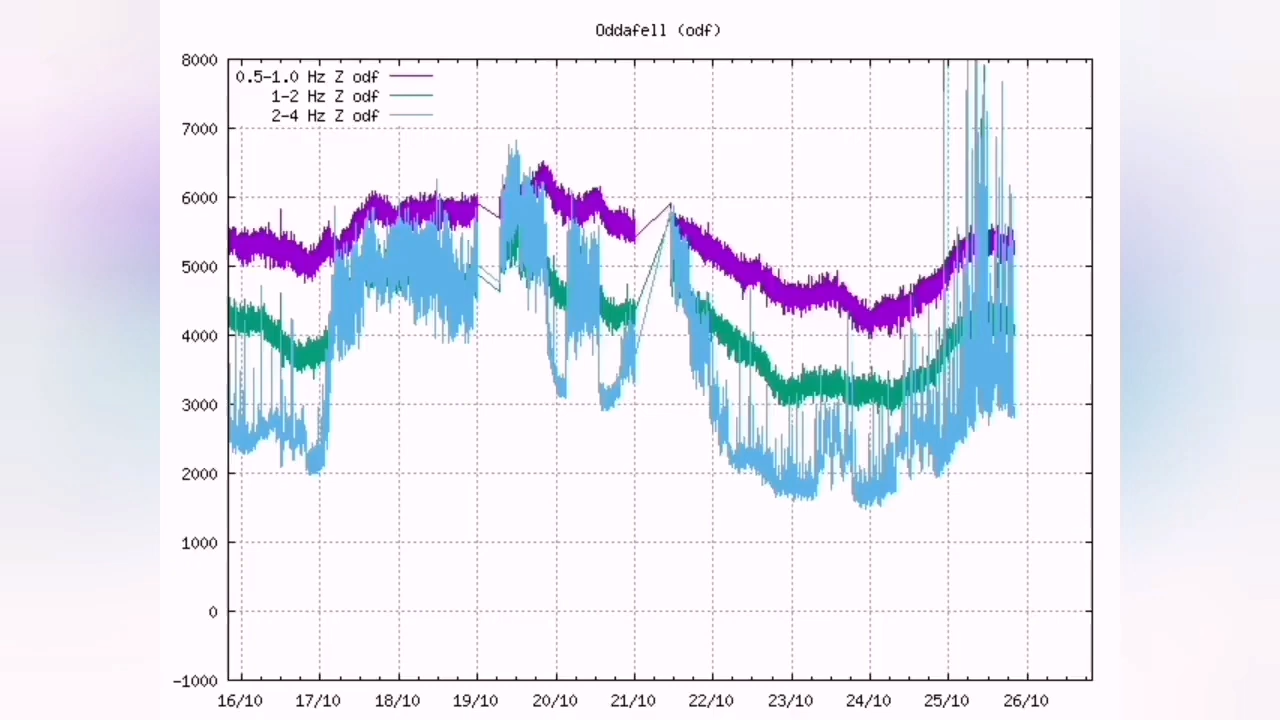 Oddafell (odf)
0.5-1.0 Hz Z odf
1-2 Hz Z odf
2-4 Hz Z odf
8000
7000
6000
5000
4000
3000
2000
1000
0
-1000
16/10 17/10 18/10 19/10 20/10 21/10 22/10 23/10 24/10 25/10 26/10